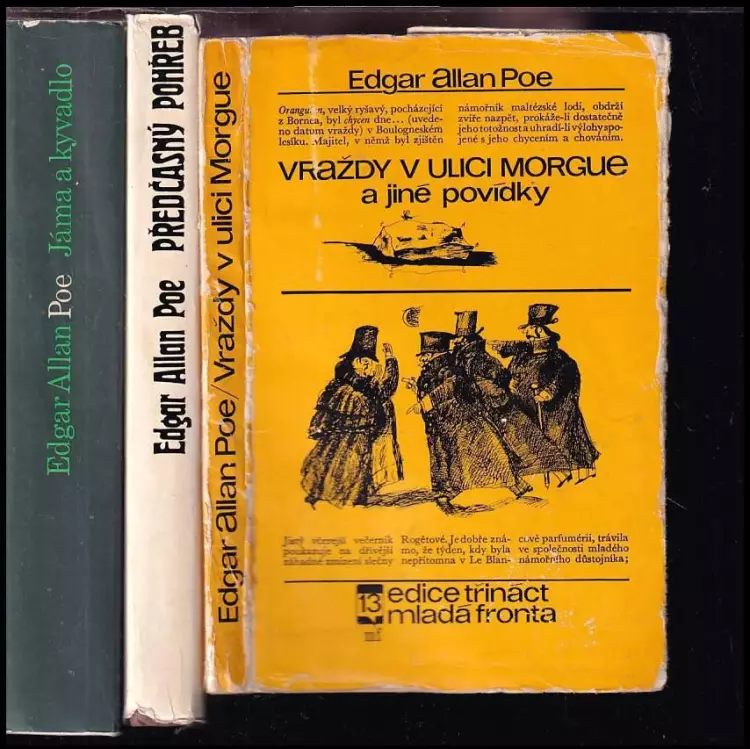 Edgar Allan Poe Jáma a kyvadlo
Edgar Allan Poe PŘEDČASNÝ POHŘEB
Edgar Allan Poe/Vraždy v ulici Morgue
Edgar Allan Poe
Orangutan, velký ryšavý, pocházející
z Bornea, byl chycen dne... (uvede-
no datum vraždy) v Boulogneském
lesíku. Majitel, v němž byl zjištěn
námořník maltézské lodi, obdrží
zvíře nazpět, prokáže-li dostatečně
jeho totožnost a uhradí-li výlohy spo-
jené s jeho chycením a chováním.
VRAŽDY V ULICI MORGUE
a jiné povídky
Jistý včerejší večerník
poukazuje na dřívější
záhadné zmizení slečny
Rogêtové. Je dobře zná-
mo, že týden, kdy byla
nepřítomna v Le Blan-
cově parfumérii, trávila
ve společnosti mladého
námořního důstojníka;
13
mf
edice třináct
mladá fronta